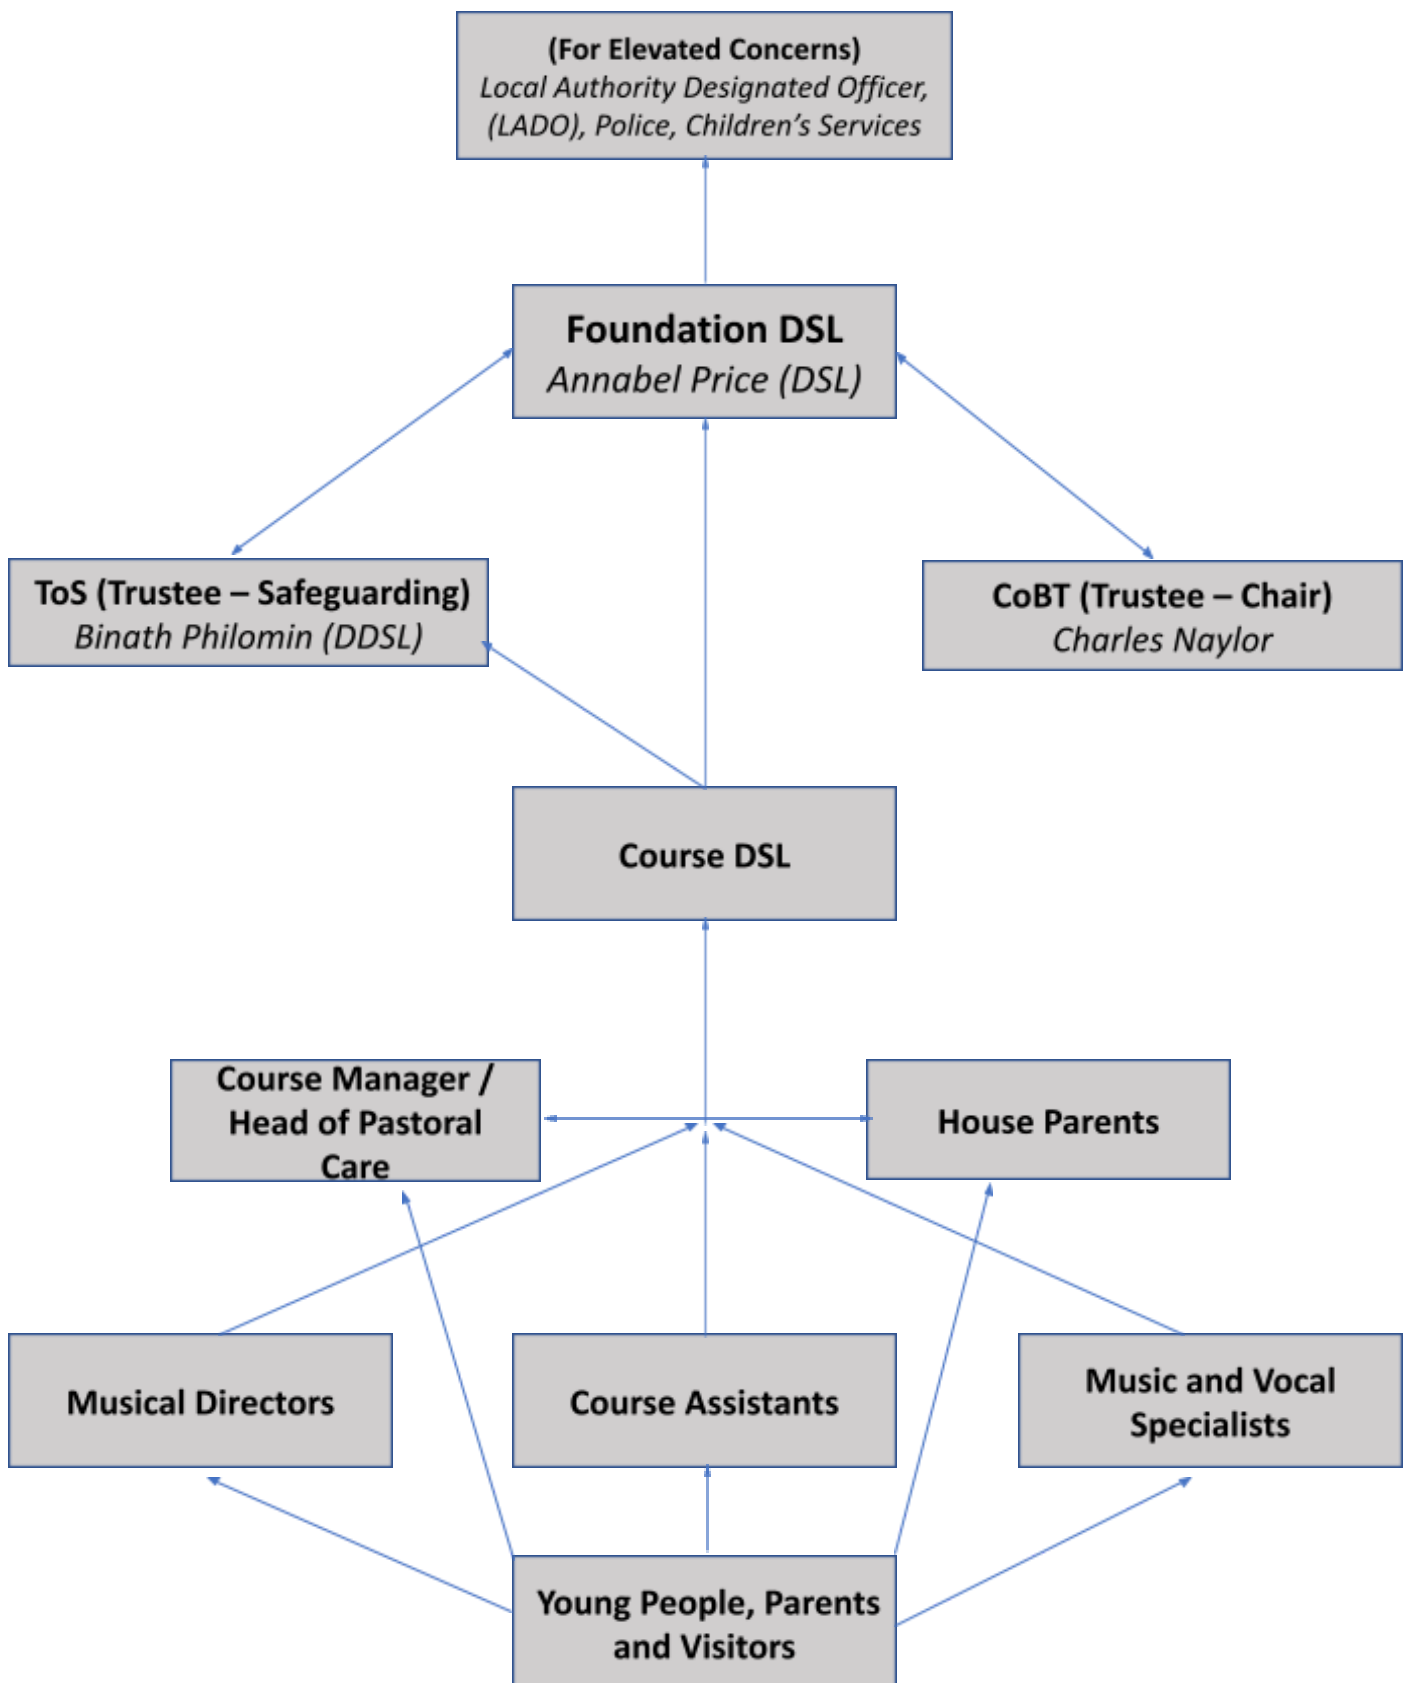 (For Elevated Concerns)
Local Authority Designated Officer,
(LADO), Police, Children's Services
Foundation DSL
Annabel Price (DSL)
ToS (Trustee – Safeguarding)
Binath Philomin (DDSL)
CoBT (Trustee – Chair)
Charles Naylor
Course DSL
Course Manager /
Head of Pastoral
Care
House Parents
Musical Directors
Course Assistants
Music and Vocal
Specialists
Young People, Parents
and Visitors